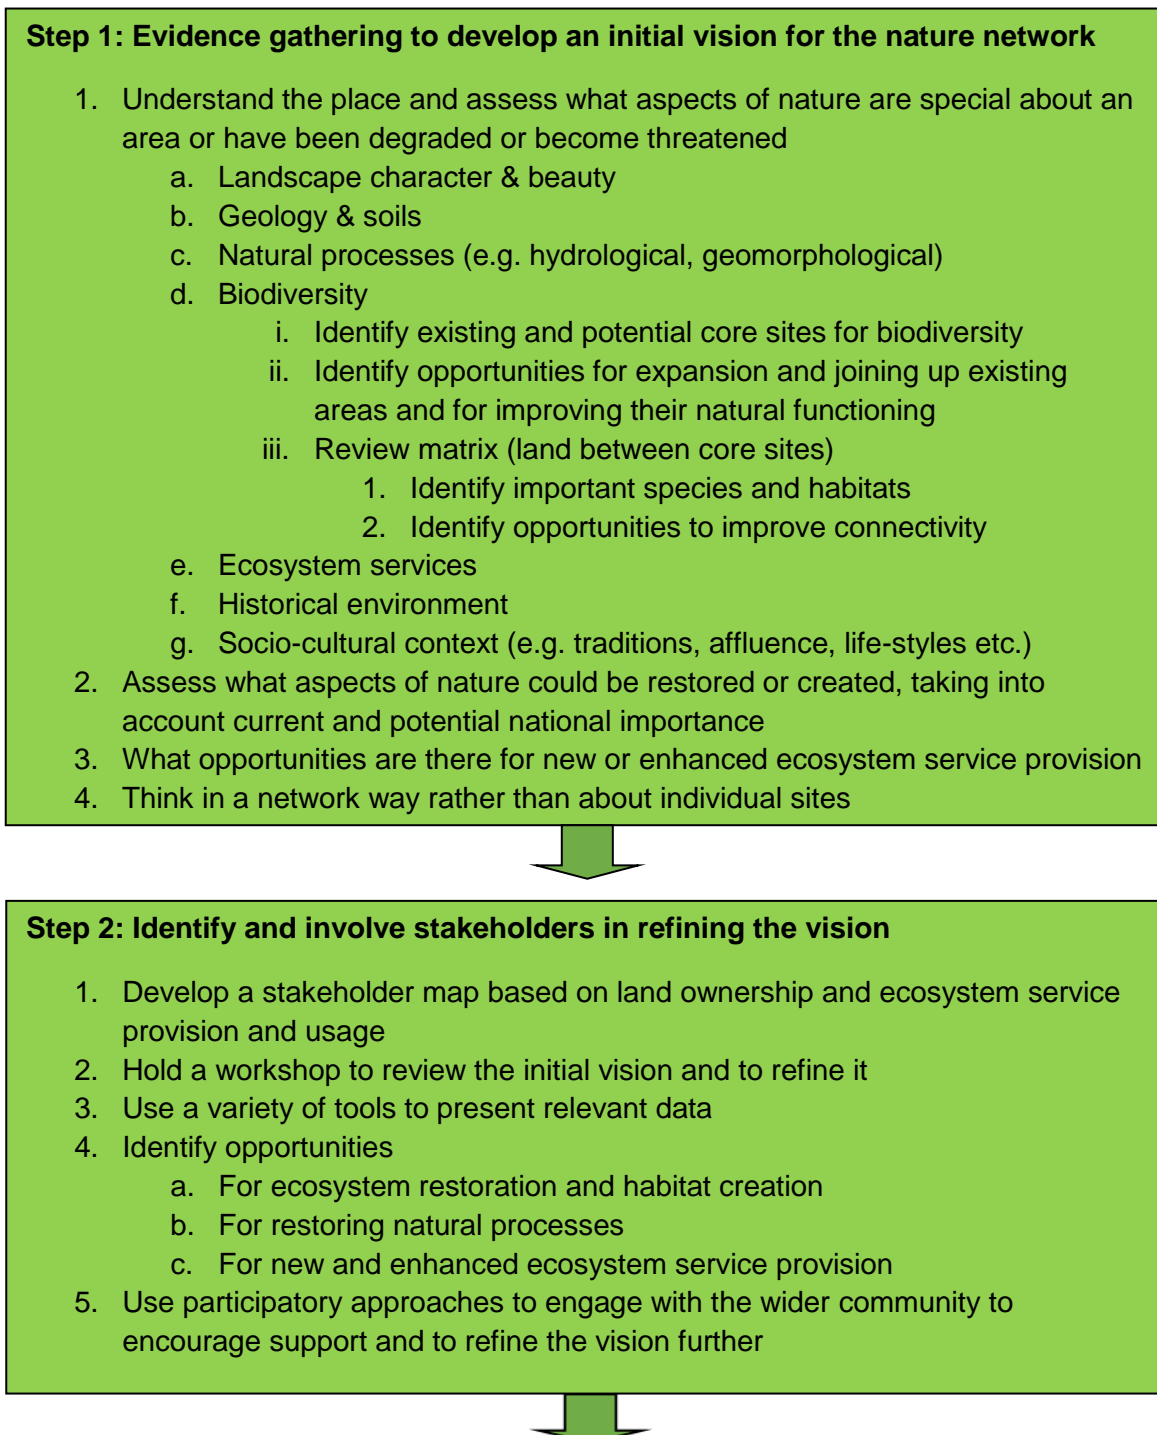 Step 1: Evidence gathering to develop an initial vision for the nature network
1. Understand the place and assess what aspects of nature are special about an
area or have been degraded or become threatened
a. Landscape character & beauty
b. Geology & soils
c. Natural processes (e.g. hydrological, geomorphological)
d. Biodiversity
i. Identify existing and potential core sites for biodiversity
ii. Identify opportunities for expansion and joining up existing
areas and for improving their natural functioning
iii. Review matrix (land between core sites)
1. Identify important species and habitats
2. Identify opportunities to improve connectivity
e. Ecosystem services
f. Historical environment
g. Socio-cultural context (e.g. traditions, affluence, life-styles etc.)
2. Assess what aspects of nature could be restored or created, taking into
account current and potential national importance
3. What opportunities are there for new or enhanced ecosystem service provision
4. Think in a network way rather than about individual sites
Step 2: Identify and involve stakeholders in refining the vision
1. Develop a stakeholder map based on land ownership and ecosystem service
provision and usage
2. Hold a workshop to review the initial vision and to refine it
3. Use a variety of tools to present relevant data
4. Identify opportunities
a. For ecosystem restoration and habitat creation
b. For restoring natural processes
c. For new and enhanced ecosystem service provision
5. Use participatory approaches to engage with the wider community to
encourage support and to refine the vision further